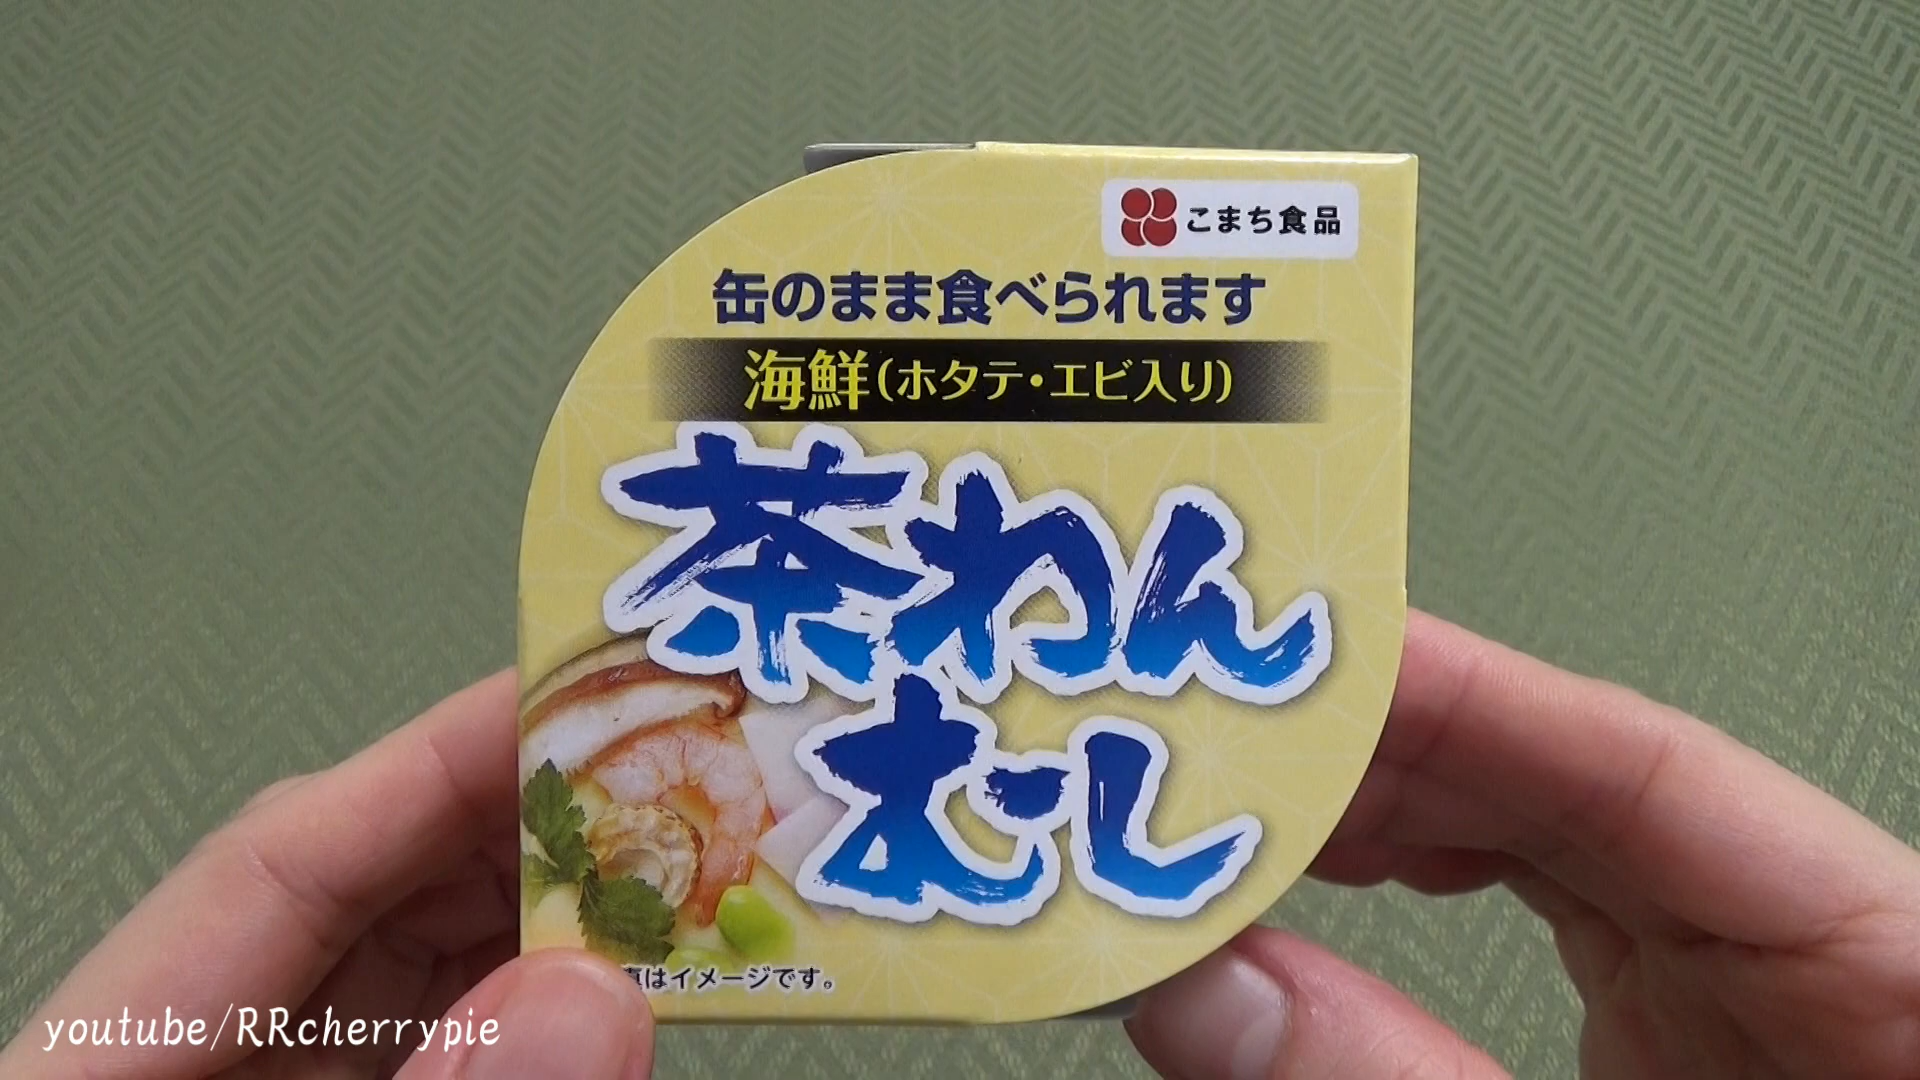 こまち食品
缶のまま食べられます
海鮮(ホタテ・エビ入り)
茶わん
むし
真はイメージです。
youtube/RRcherrypie